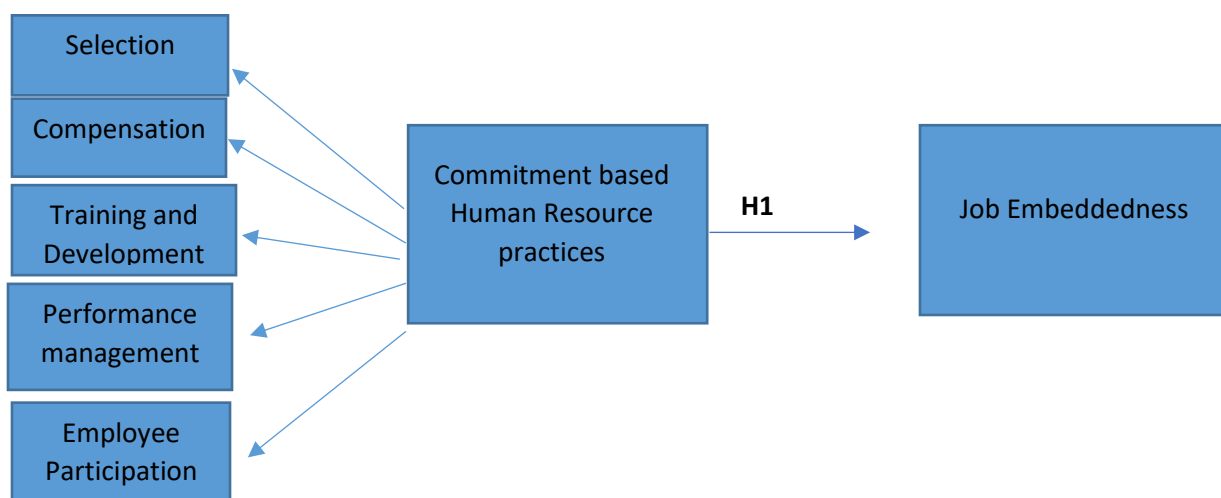 Selection
Compensation
Training and
Development
Performance
management
Employee
Participation
Commitment based
Human Resource
practices
H1
Job Embeddedness